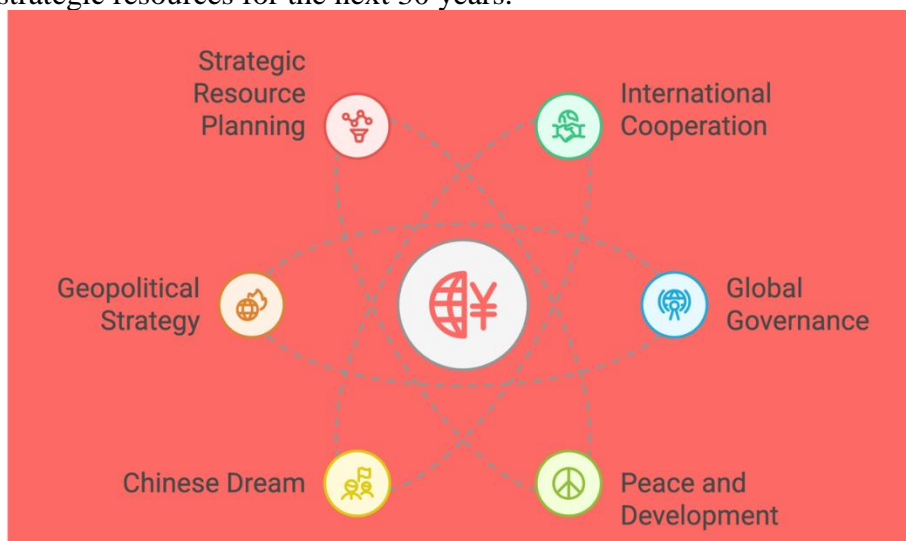 strategic resources for the next 30 years.
Strategic
Resource
Planning
International
Cooperation
Geopolitical
Strategy
¥
Global
Governance
Chinese Dream
Peace and
Development